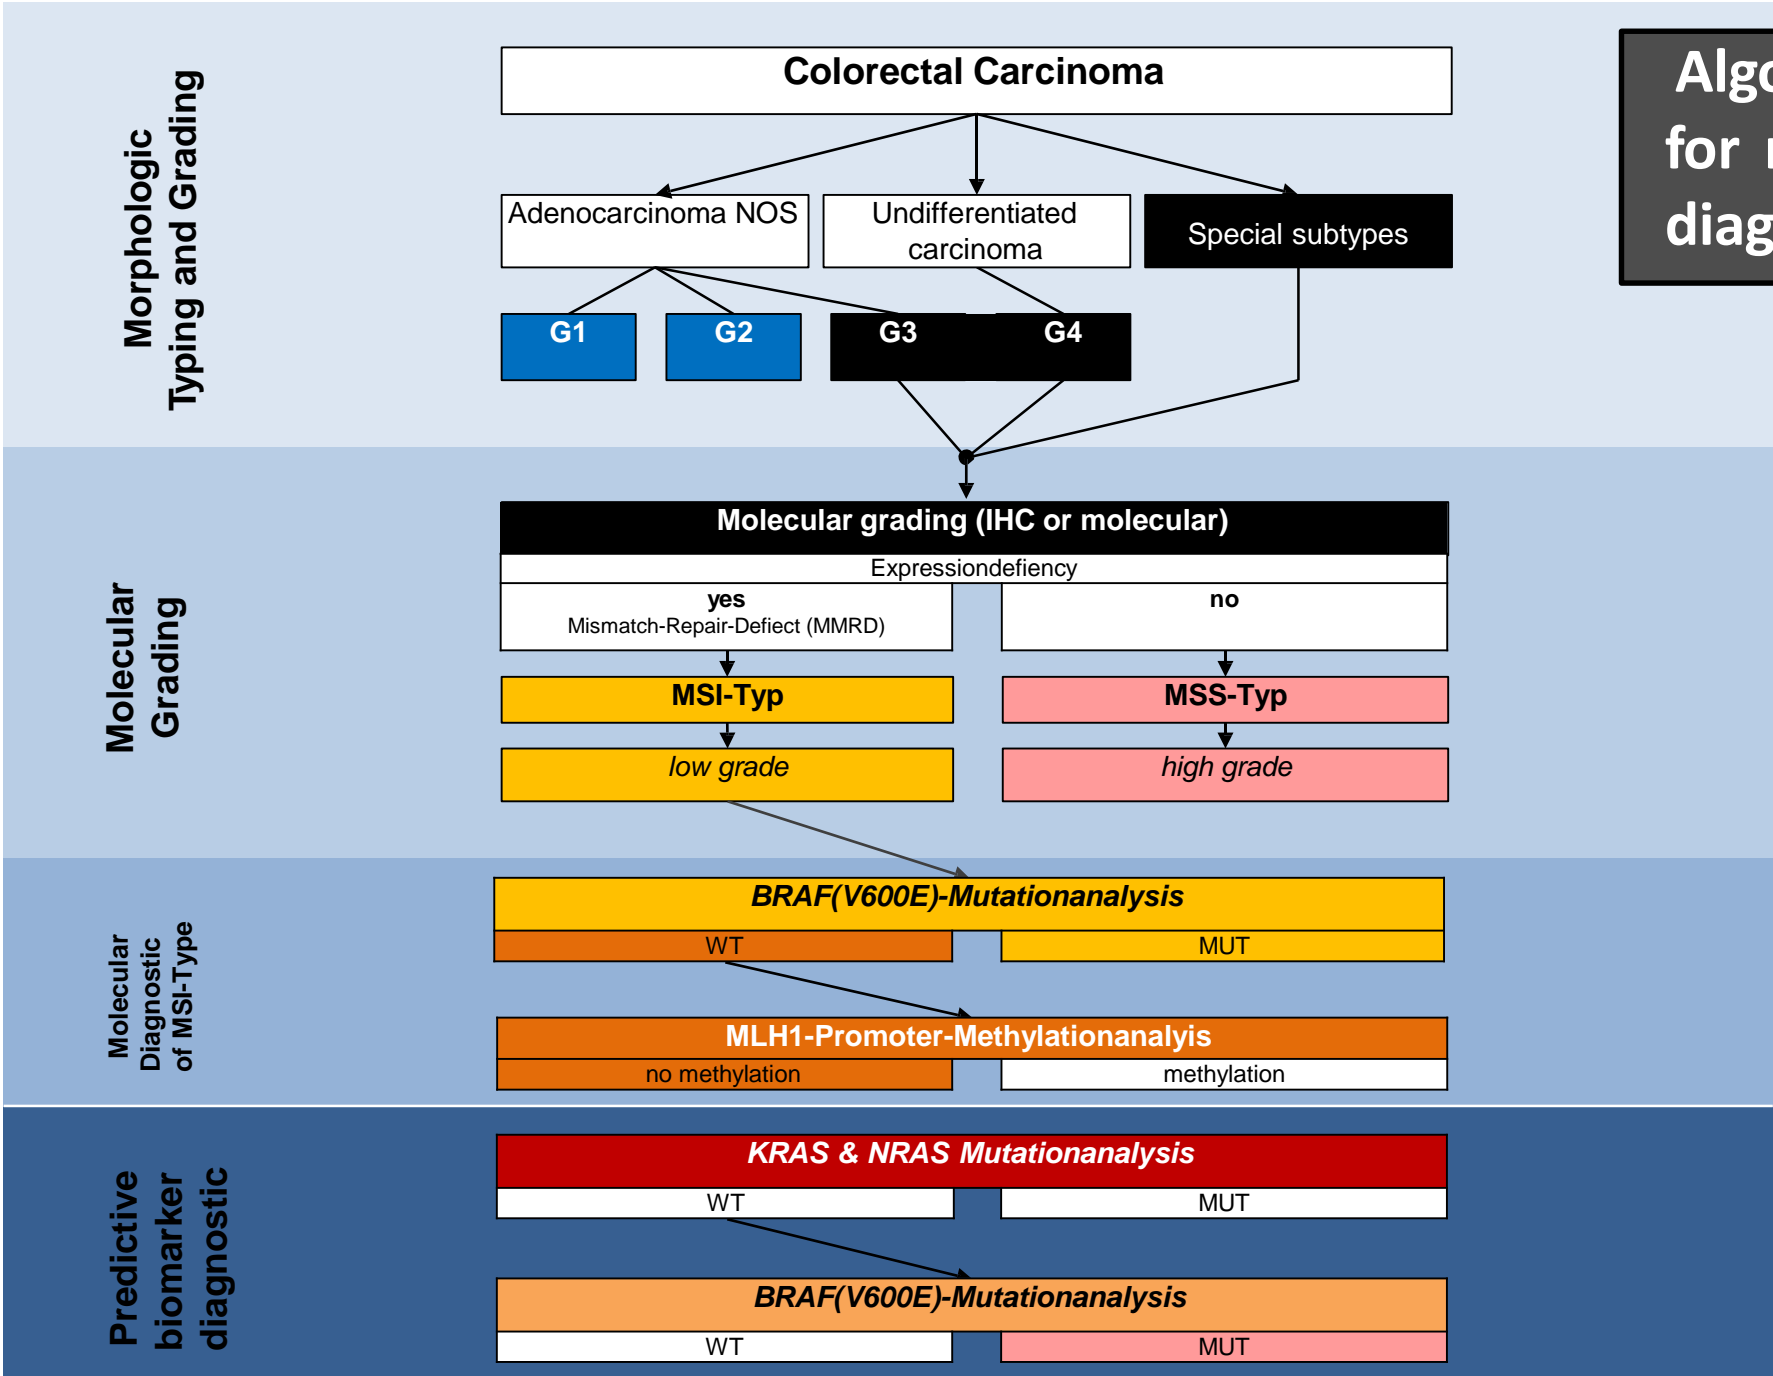 Colorectal Carcinoma
Algo
for
diag
Morphologic
Typing and Grading
Adenocarcinoma NOS
Undifferentiated
carcinoma
Special subtypes
G1
G2
G3
G4
Molecular
Grading
Molecular grading (IHC or molecular)
Expressiondefiency
yes
Mismatch-Repair-Defiect (MMRD)
no
MSI-Typ
MSS-Typ
low grade
high grade
Molecular
Diagnostic
of MSI-Type
BRAF(V600E)-Mutationanalysis
WT
MUT
MLH1-Promoter-Methylationanalyis
no methylation
methylation
Predictive
biomarker
diagnostic
KRAS & NRAS Mutationanalysis
WT
MUT
BRAF(V600E)-Mutationanalysis
WT
MUT